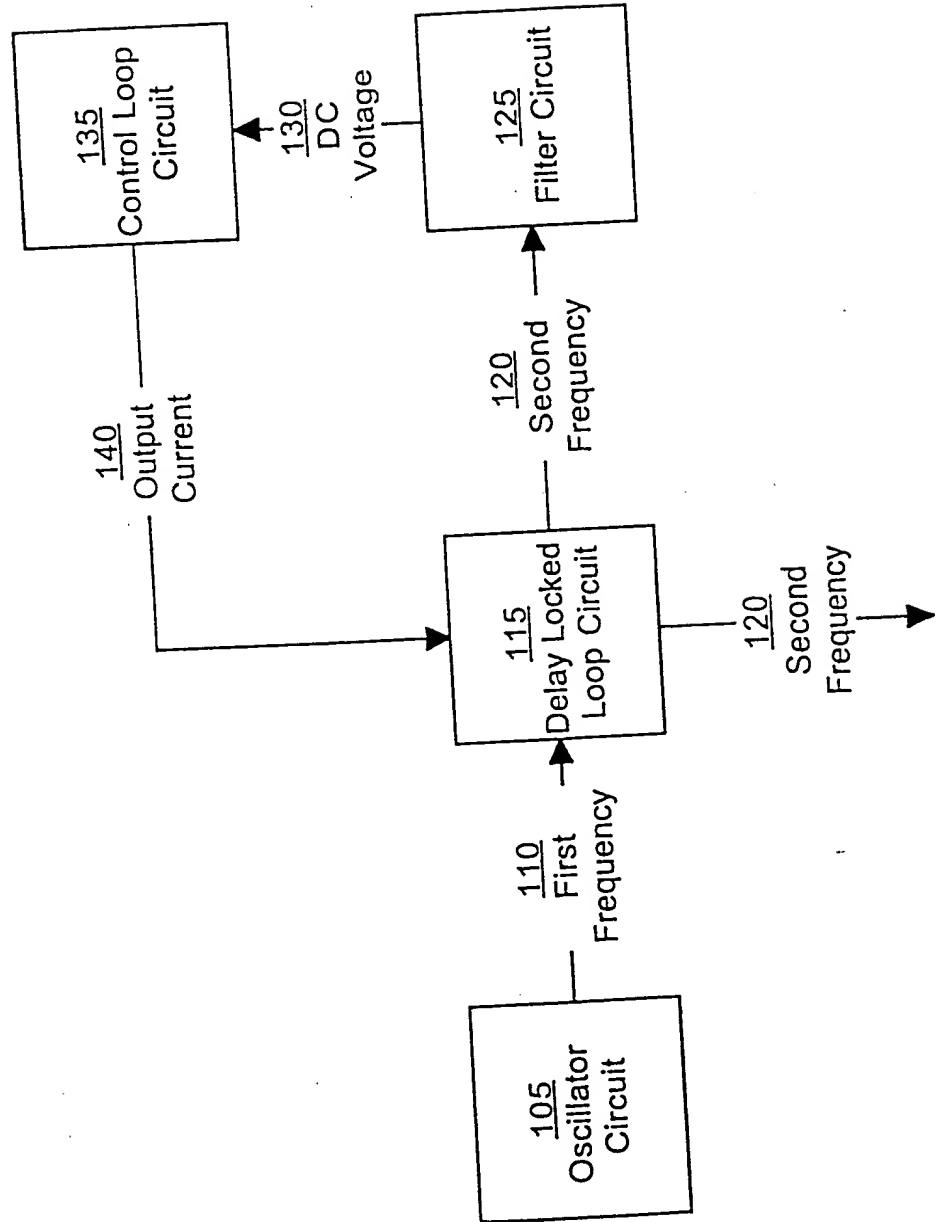 140
Output
Current
135
Control Loop
Circuit
130
DC
Voltage
105
Oscillator
Circuit
110
First
Frequency
115
Delay Locked
Loop Circuit
120
Second
Frequency
125
Filter Circuit
120
Second
Frequency